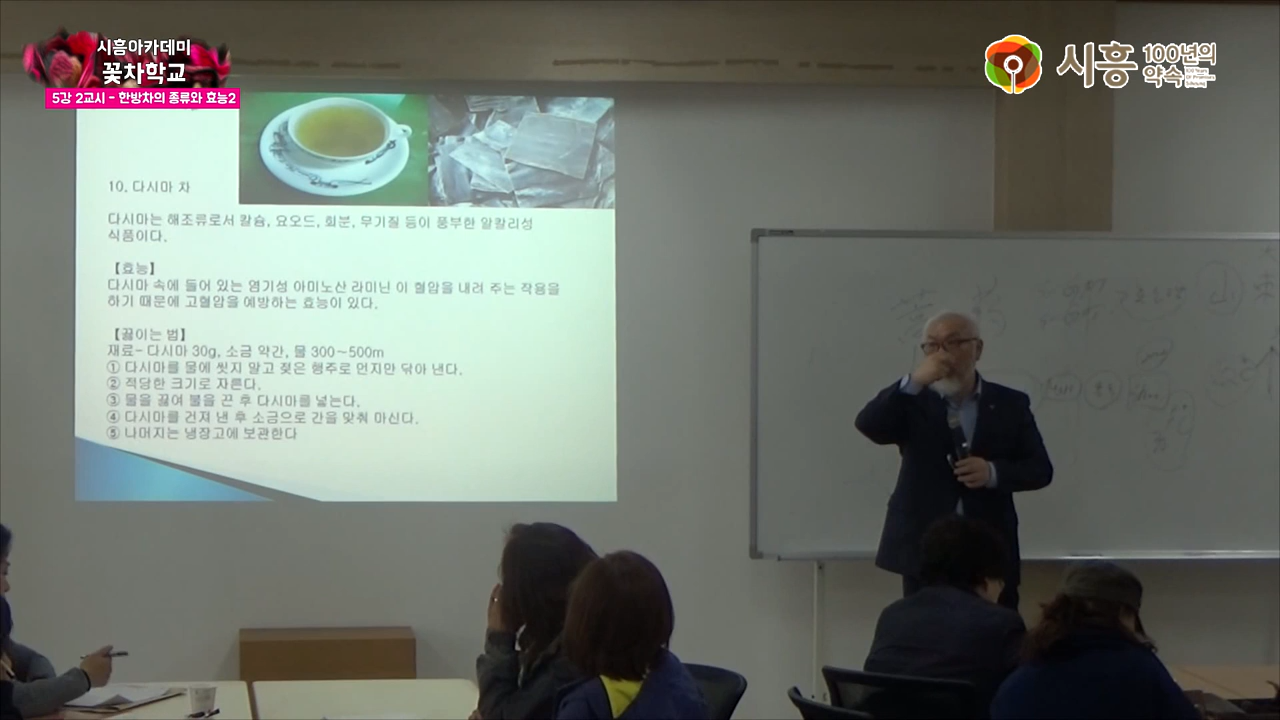 시흥아카데미
꽃차학교
5강 2교시 - 한방차의 종류와 효능2
시흥 100년의 약속
10. 다시마 차
다시마는 해조류로서 칼슘, 요오드, 회분, 무기질 등이 풍부한 알칼리성
식품이다.
【효능】
다시마 속에 들어 있는 염기성 아미노산 라미닌 이 혈압을 내려 주는 작용을
하기 때문에 고혈압을 예방하는 효능이 있다.
【끓이는 법】
재료- 다시마 30g, 소금 약간, 물 300~500m
① 다시마를 물에 씻지 말고 젖은 행주로 먼지만 닦아 낸다.
② 적당한 크기로 자른다.
③ 물을 끓여 불을 끈 후 다시마를 넣는다.
④ 다시마를 건져 낸 후 소금으로 간을 맞춰 마신다.
⑤ 나머지는 냉장고에 보관한다